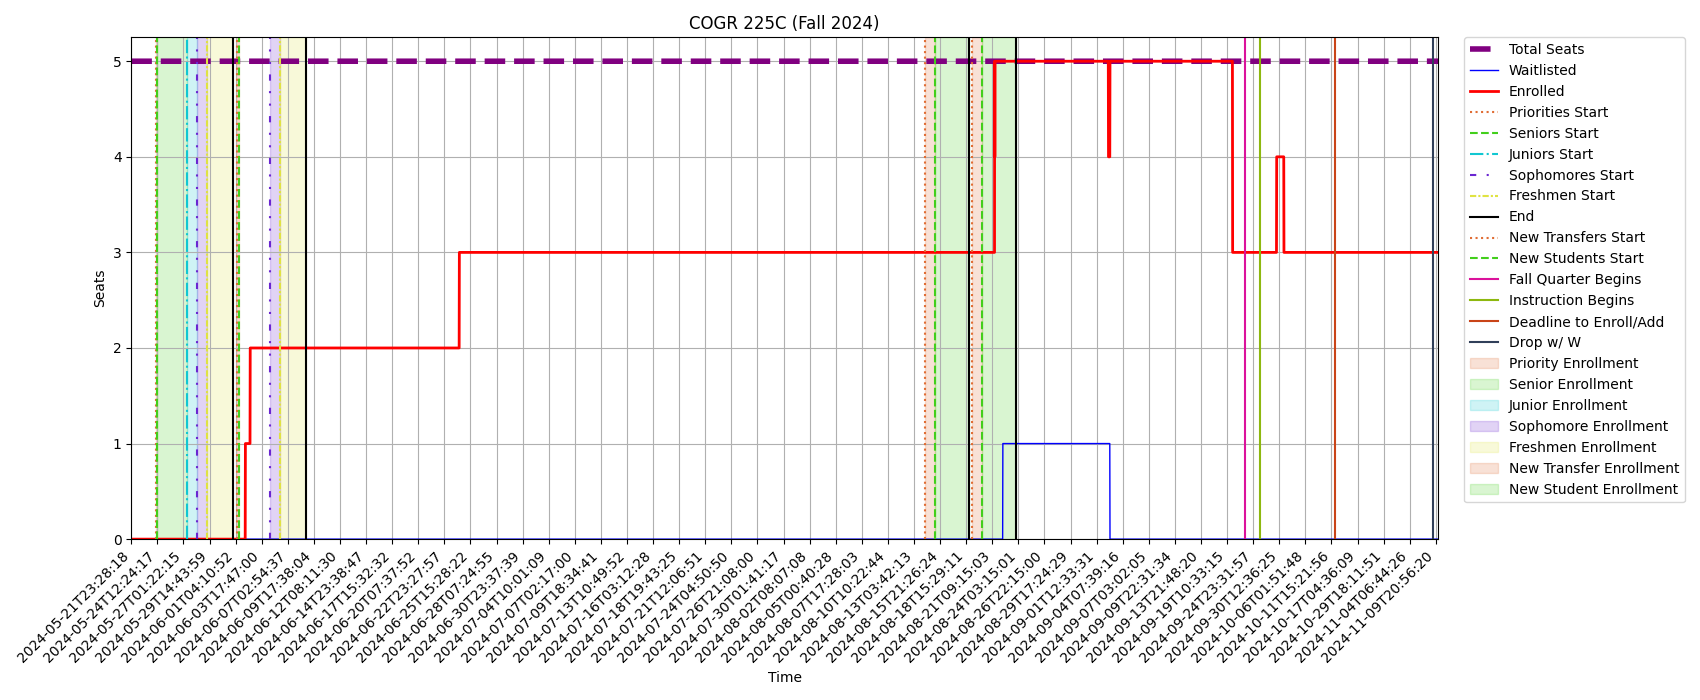 COGR 225C (Fall 2024)
Seats
5
4
3
2
1
0
2024-05-21T23:28:18
2024-05-24T12:24:17
2024-05-27T01:22:15
2024-05-29T14:43:59
2024-06-01T04:10:52
2024-06-03T17:47:00
2024-06-07T02:54:37
2024-06-09T17:38:04
2024-06-12T08:11:30
2024-06-14T23:38:47
2024-06-17T15:32:32
2024-06-20T07:37:52
2024-06-22T23:27:57
2024-06-25T15:28:22
2024-06-28T07:24:55
2024-06-30T23:37:39
2024-07-04T10:01:09
2024-07-07T02:17:00
2024-07-09T18:34:41
2024-07-13T10:49:52
2024-07-16T03:12:28
2024-07-18T19:43:25
2024-07-21T12:06:51
2024-07-24T04:50:50
2024-07-26T21:08:00
2024-07-30T01:41:17
2024-08-02T18:07:08
2024-08-05T00:40:28
2024-08-07T17:28:03
2024-08-10T10:22:44
2024-08-13T03:42:13
2024-08-15T21:26:24
2024-08-18T15:29:11
2024-08-21T09:15:03
2024-08-24T03:15:01
2024-08-26T22:15:00
2024-08-29T17:24:29
2024-09-01T12:33:31
2024-09-04T07:39:16
2024-09-07T03:02:05
2024-09-09T22:31:34
2024-09-13T21:48:20
2024-09-19T10:33:15
2024-09-24T23:31:57
2024-09-30T12:36:25
2024-10-06T01:51:48
2024-10-11T15:21:56
2024-10-17T04:36:09
2024-10-29T18:11:51
2024-11-04T06:44:26
2024-11-09T20:56:20
Time
Total Seats
Waitlisted
Enrolled
Priorities Start
Seniors Start
Juniors Start
Sophomores Start
Freshmen Start
End
New Transfers Start
New Students Start
Fall Quarter Begins
Instruction Begins
Deadline to Enroll/Add
Drop w/ W
Priority Enrollment
Senior Enrollment
Junior Enrollment
Sophomore Enrollment
Freshmen Enrollment
New Transfer Enrollment
New Student Enrollment